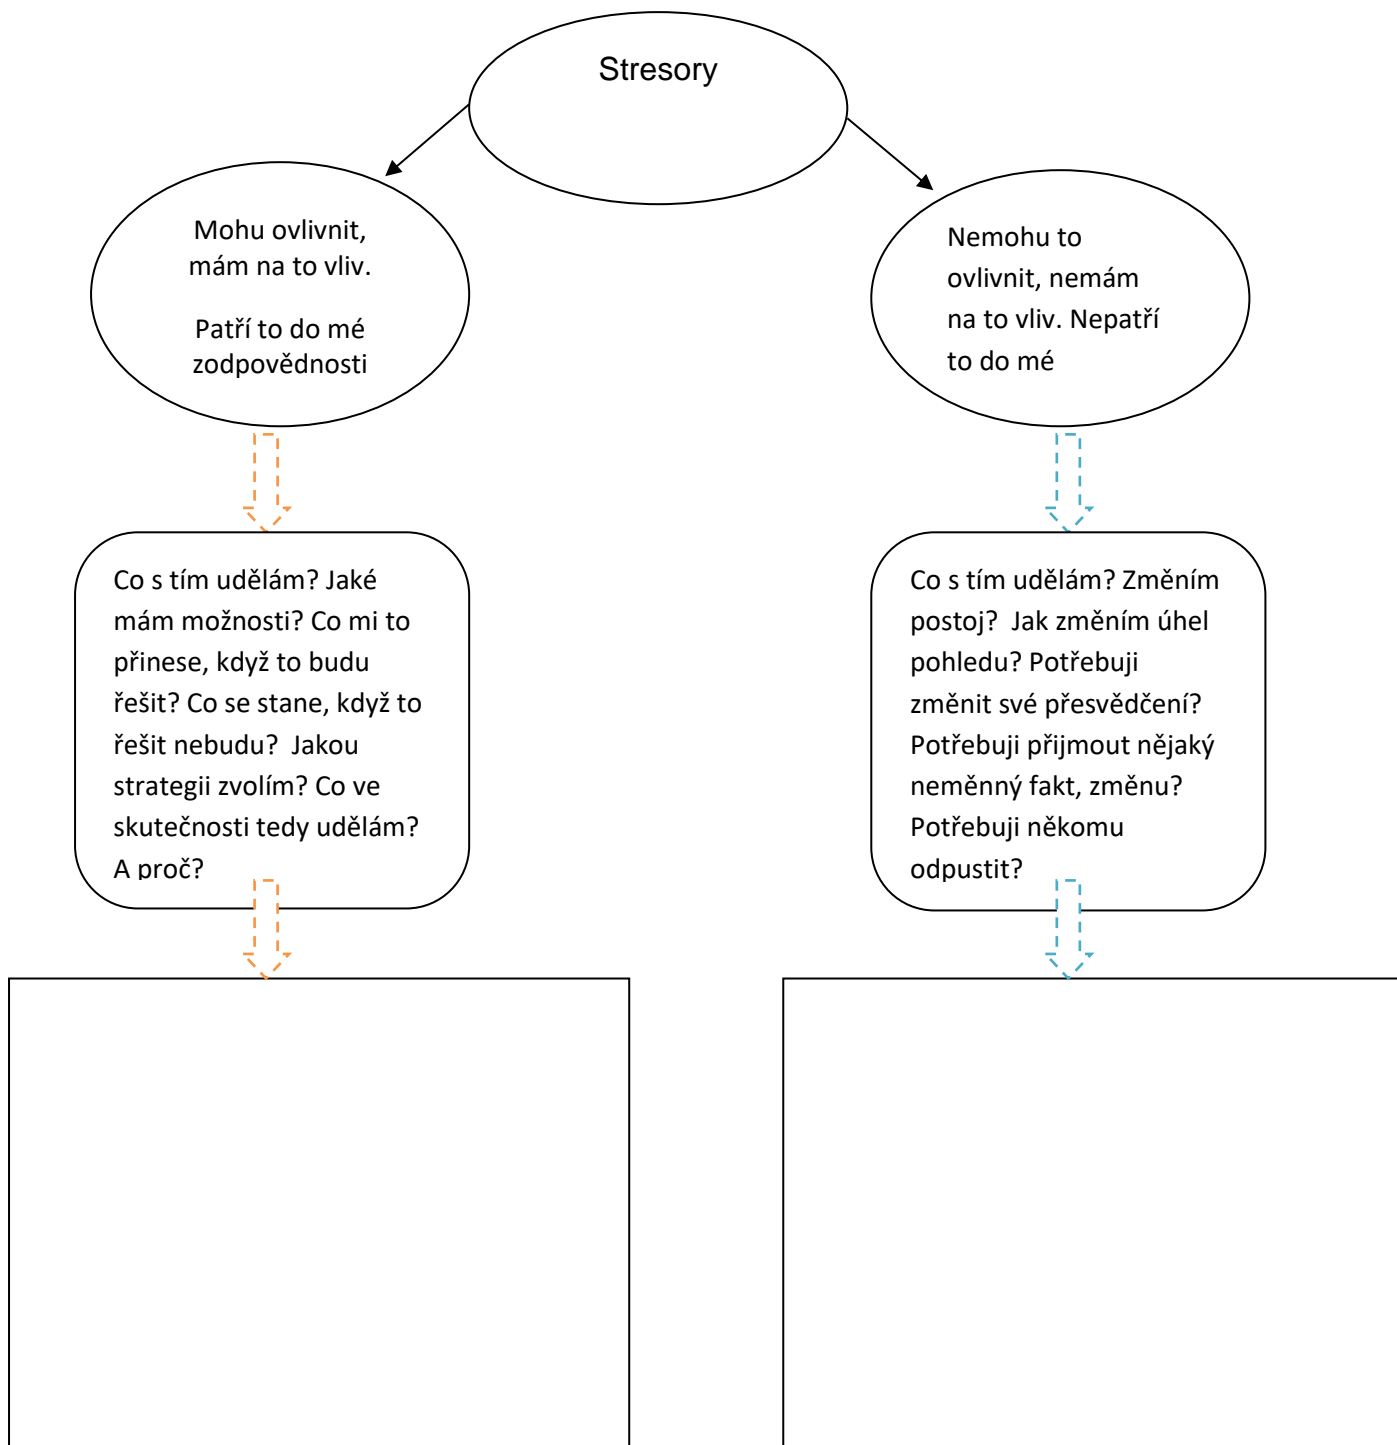 Stresory
Mohu ovlivnit,
mám na to vliv.
Patří to do mé
zodpovědnosti
Nemohu to
ovlivnit, nemám
na to vliv. Nepatří
to do mé
Co s tím udělám? Jaké
mám možnosti? Co mi to
přinese, když to budu
řešit? Co se stane, když to
řešit nebudu?  Jakou
strategii zvolím? Co ve
skutečnosti tedy udělám?
A proč?
Co s tím udělám? Změním
postoj?  Jak změním úhel
pohledu? Potřebuji
změnit své přesvědčení?
Potřebuji přijmout nějaký
neměnný fakt, změnu?
Potřebuji někomu
odpustit?